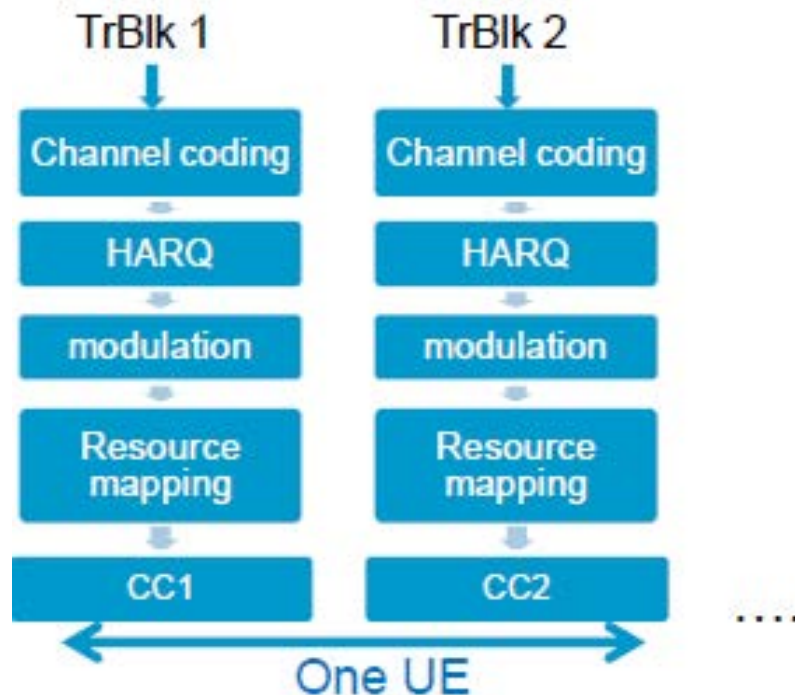 TrBlk 1
TrBlk 2
Channel coding
Channel coding
HARQ
HARQ
modulation
modulation
Resource
mapping
Resource
mapping
CC1
CC2
....
One UE